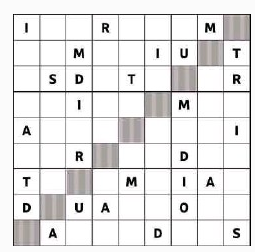 I R M
M I U T
S D T R
I M
A I
R D
T M I A
D U A O
A D S